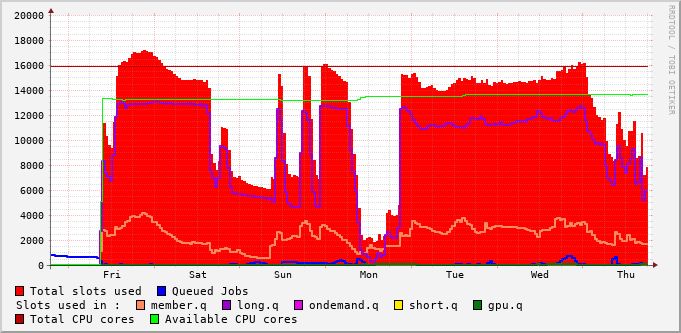 RRDTOOL / TOBI OETIKER
20000
18000
16000
14000
12000
10000
8000
6000
4000
2000
0
Fri Sat Sun Mon Tue Wed Thu
Total slots used Queued Jobs
Slots used in : member.q long.q ondemand.q short.q gpu.q
Total CPU cores Available CPU cores